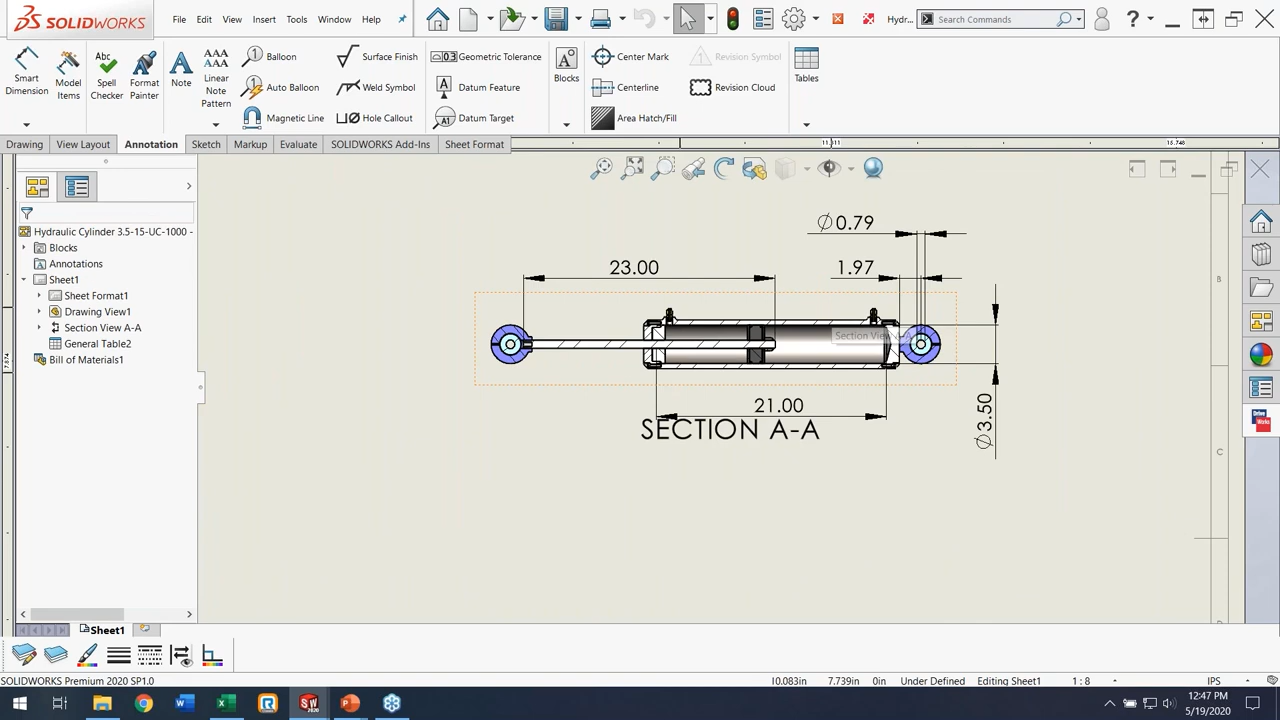 SOLIDWORKS
File Edit View Insert Tools Window Help
Hydr...
Search Commands
Smart Dimension
Model Items
Spell Checker
Format Painter
Note
Linear Note Pattern
Balloon
Auto Balloon
Magnetic Line
Surface Finish
Weld Symbol
Hole Callout
Geometric Tolerance
Datum Feature
Datum Target
Blocks
Center Mark
Centerline
Area Hatch/Fill
Revision Symbol
Revision Cloud
Tables
Drawing View Layout Annotation Sketch Markup Evaluate SOLIDWORKS Add-Ins Sheet Format
Hydraulic Cylinder 3.5-15-UC-1000 -
Blocks
Annotations
Sheet1
Sheet Format1
Drawing View1
Section View A-A
General Table2
Bill of Materials1
Ø0.79
23.00
1.97
21.00
Ø3.50
SECTION A-A
B
C
Sheet1
SOLIDWORKS Premium 2020 SP1.0
10.083in 7.739in 0in Under Defined Editing Sheet1 1 : 8 IPS
12:47 PM
5/19/2020